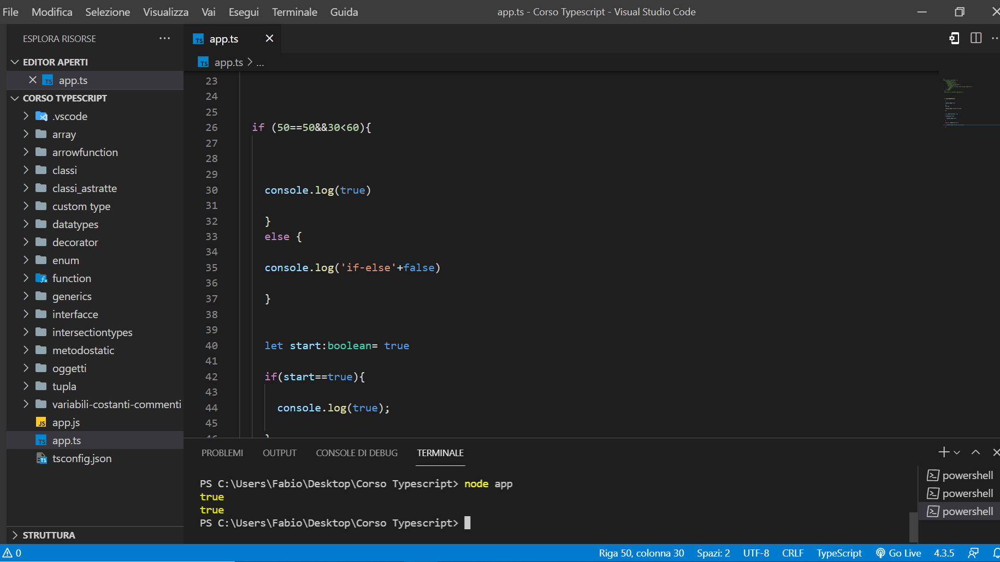 File Modifica Selezione Visualizza Vai Esegui Terminale Guida app.ts - Corso Typescript - Visual Studio Code
ESPLORA RISORSE
EDITOR APERTI
app.ts
CORSO TYPESCRIPT
.vscode
array
arrowfunction
classi
classi_astratte
custom type
datatypes
decorator
enum
function
generics
interfacce
intersectiontypes
metodostatic
oggetti
tupla
variabili-costanti-commenti
app.js
app.ts
tsconfig.json
STRUTTURA
app.ts
app.ts > ...
23
24
25
26 if (50==50&&30<60){
27
28
29
30 console.log(true)
31
32 }
33 else {
34
35 console.log('if-else'+false)
36
37 }
38
39
40 let start:boolean= true
41
42 if(start==true){
43
44 console.log(true);
45
46 }
PROBLEMI OUTPUT CONSOLE DI DEBUG TERMINALE
PS C:\Users\Fabio\Desktop\Corso Typescript> node app
true
true
PS C:\Users\Fabio\Desktop\Corso Typescript>
powershell
powershell
powershell
0 Riga 50, colonna 30 Spazi: 2 UTF-8 CRLF TypeScript Go Live 4.3.5